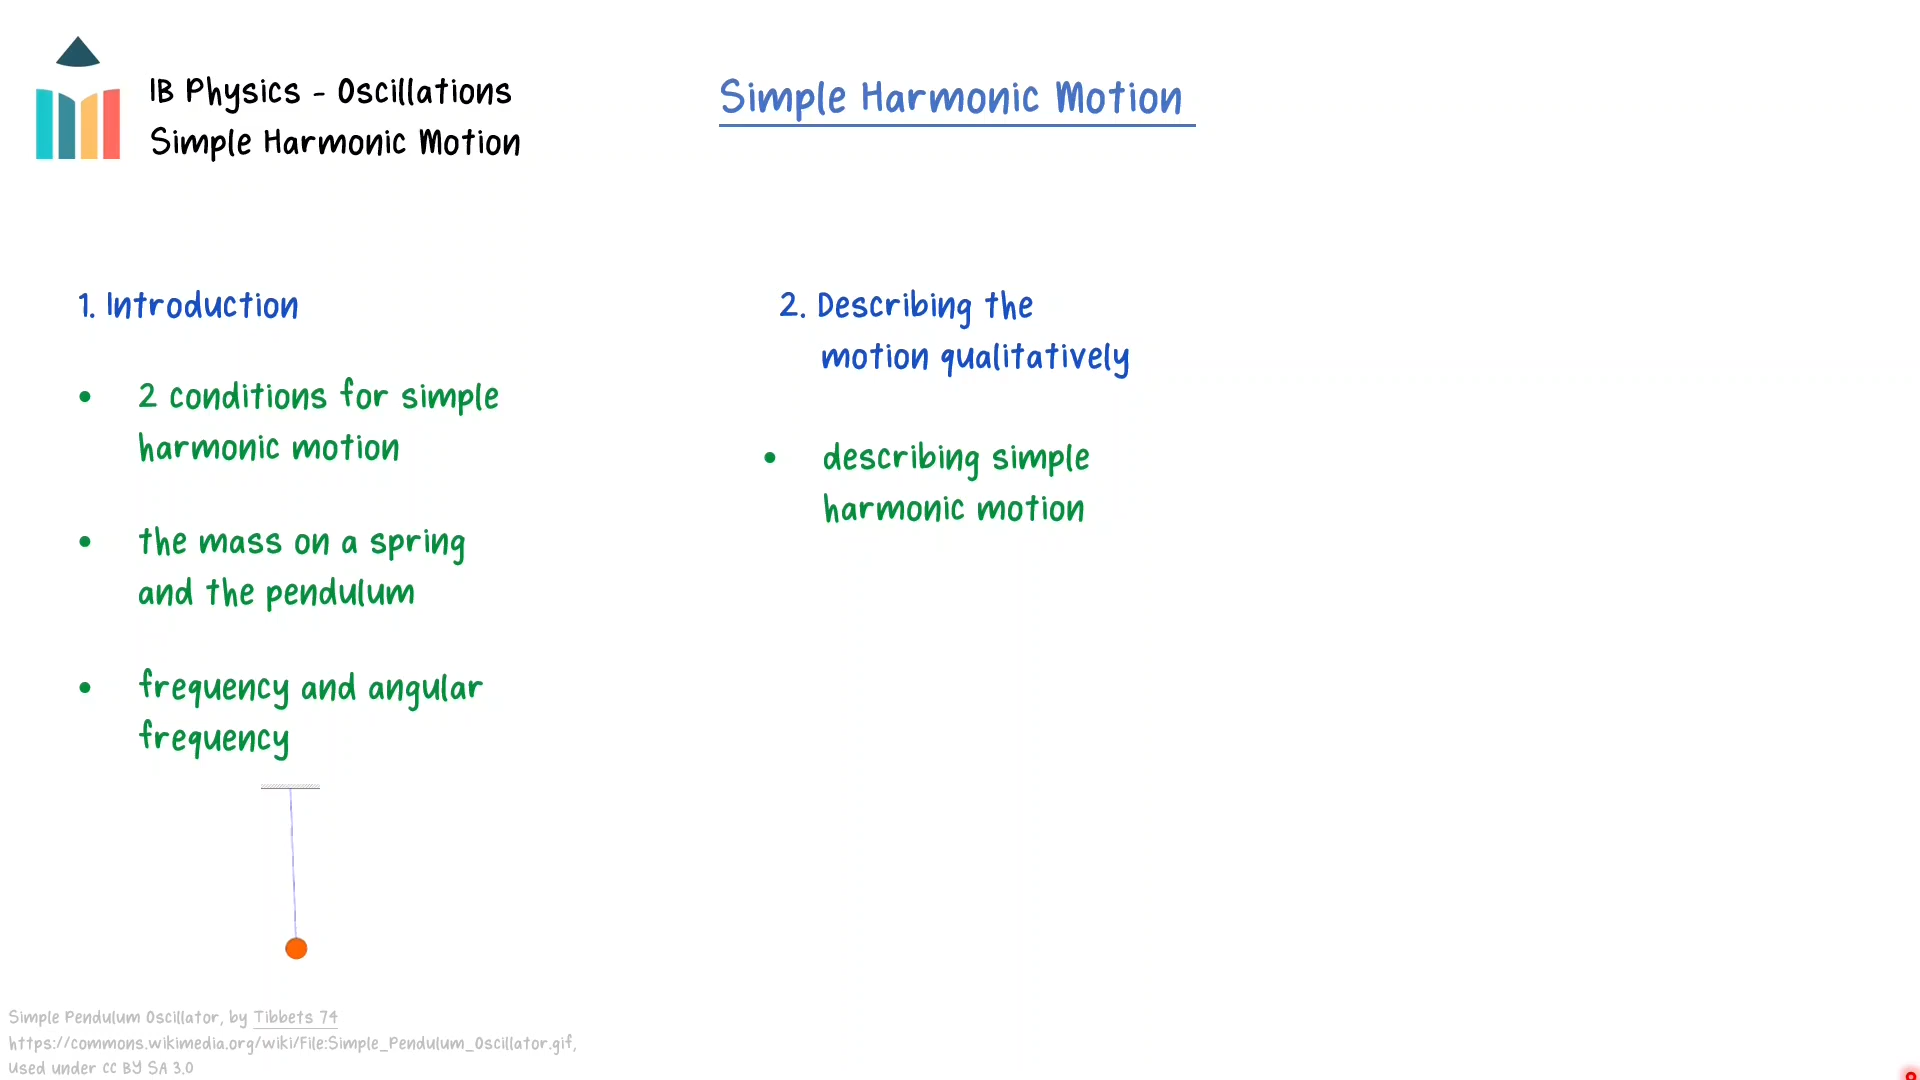 IB Physics - Oscillations
Simple Harmonic Motion
Simple Harmonic Motion
1. Introduction
• 2 conditions for simple
harmonic motion
• the mass on a spring
and the pendulum
• frequency and angular
frequency
2. Describing the
motion qualitatively
• describing simple
harmonic motion
Simple Pendulum Oscillator, by Tibbets 74
https://commons.wikimedia.org/wiki/File:Simple_Pendulum_Oscillator.gif,
Used under CC BY SA 3.0